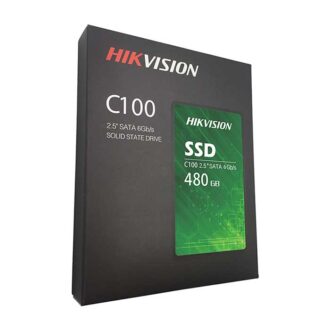 HIKVISION
C100
2.5" SATA 6Gb/s
SOLID STATE DRIVE
HIKVISION
SSD
C100 2.5" SATA 6Gb/s
480 GB